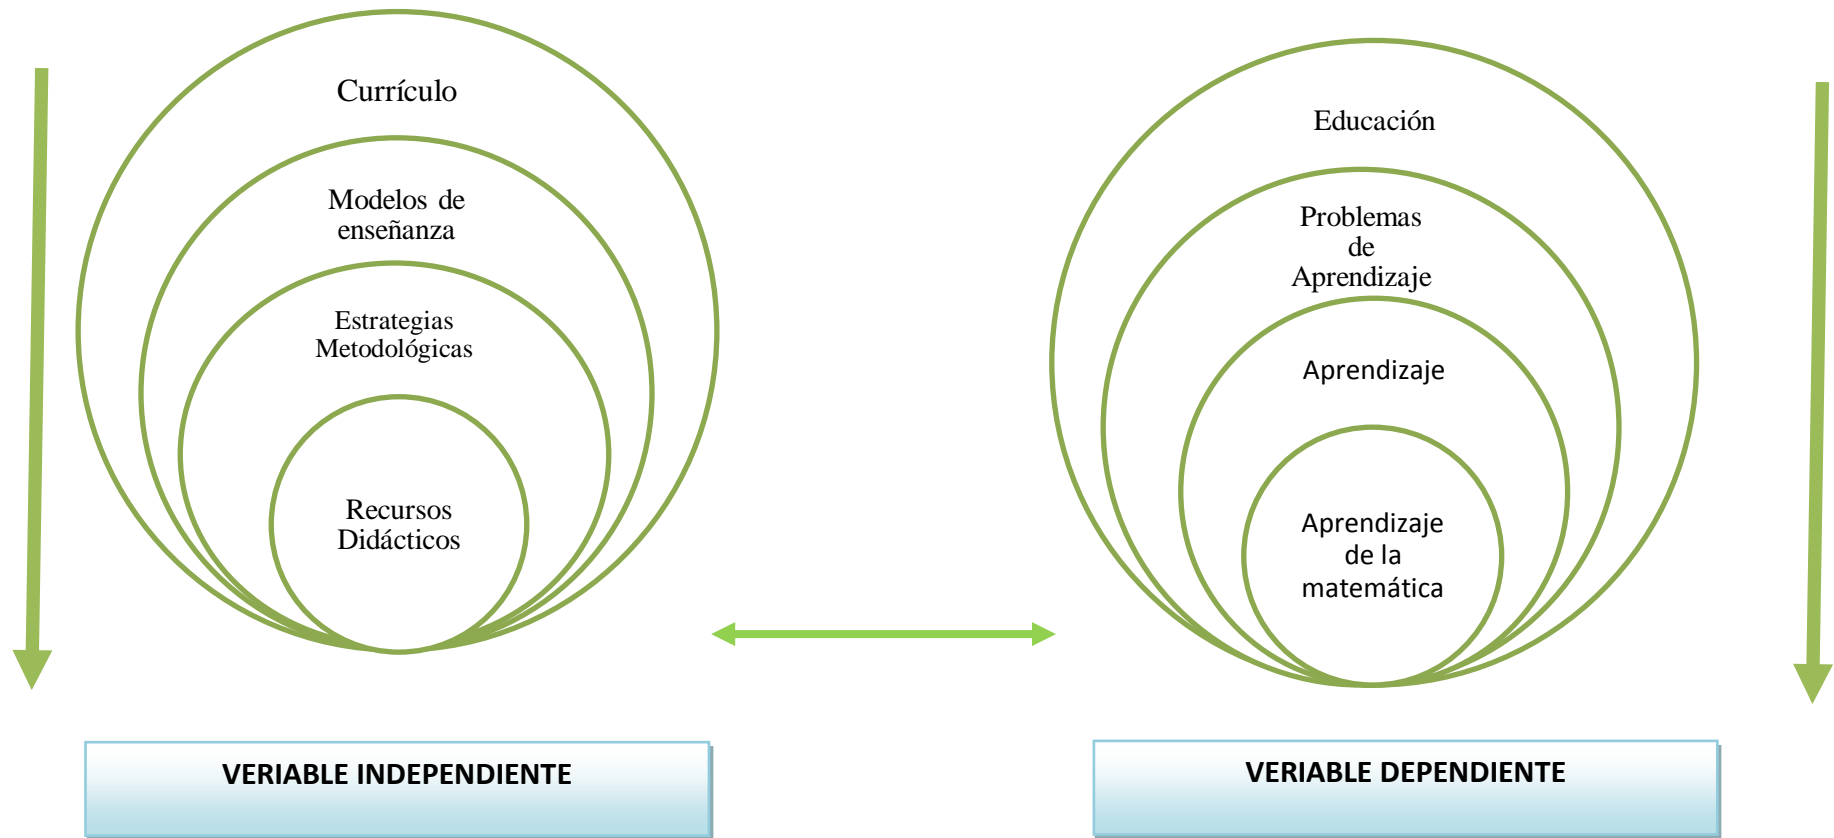 Currículo
Modelos de
enseñanza
Estrategias
Metodológicas
Recursos
Didácticos
Educación
Problemas
de
Aprendizaje
Aprendizaje
Aprendizaje
de la
matemática
VERIABLE INDEPENDIENTE
VERIABLE DEPENDIENTE